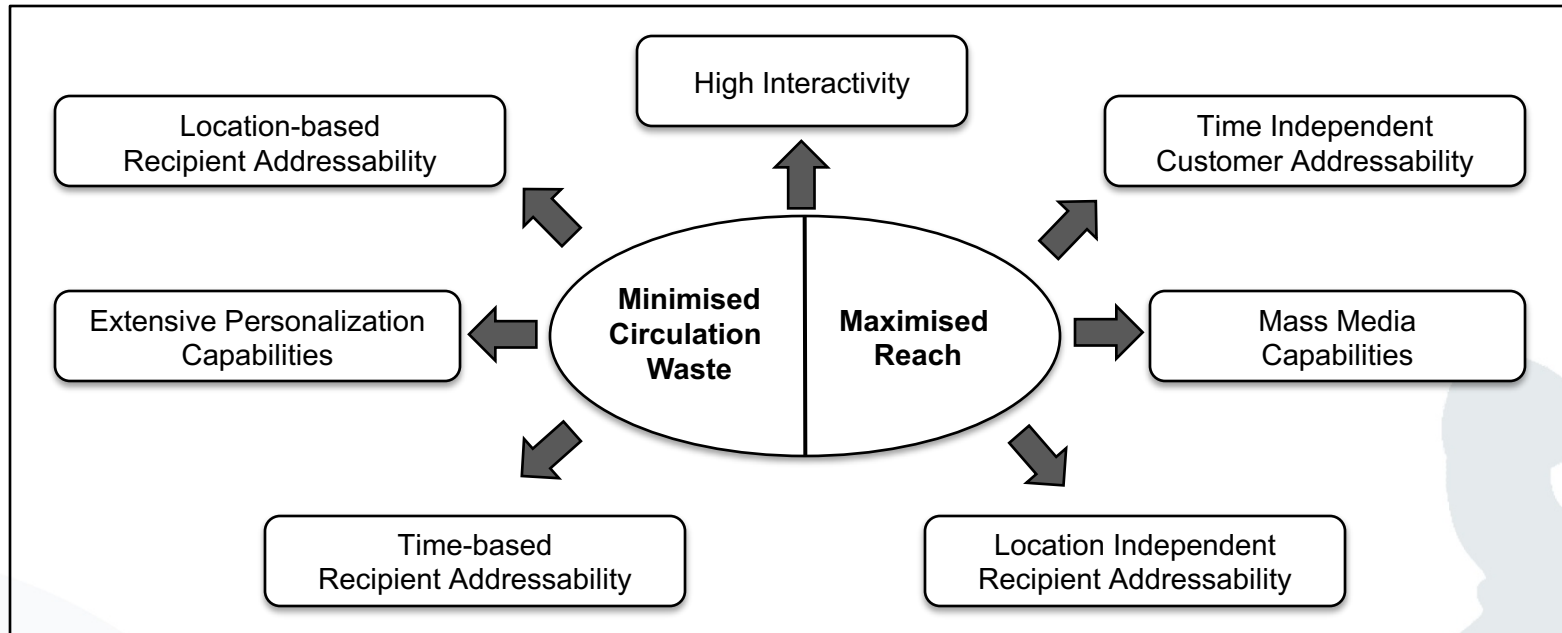 High Interactivity
Location-based
Recipient Addressability
Time Independent
Customer Addressability
Extensive Personalization
Capabilities
Minimised
Circulation
Waste
Maximised
Reach
Mass Media
Capabilities
Time-based
Recipient Addressability
Location Independent
Recipient Addressability